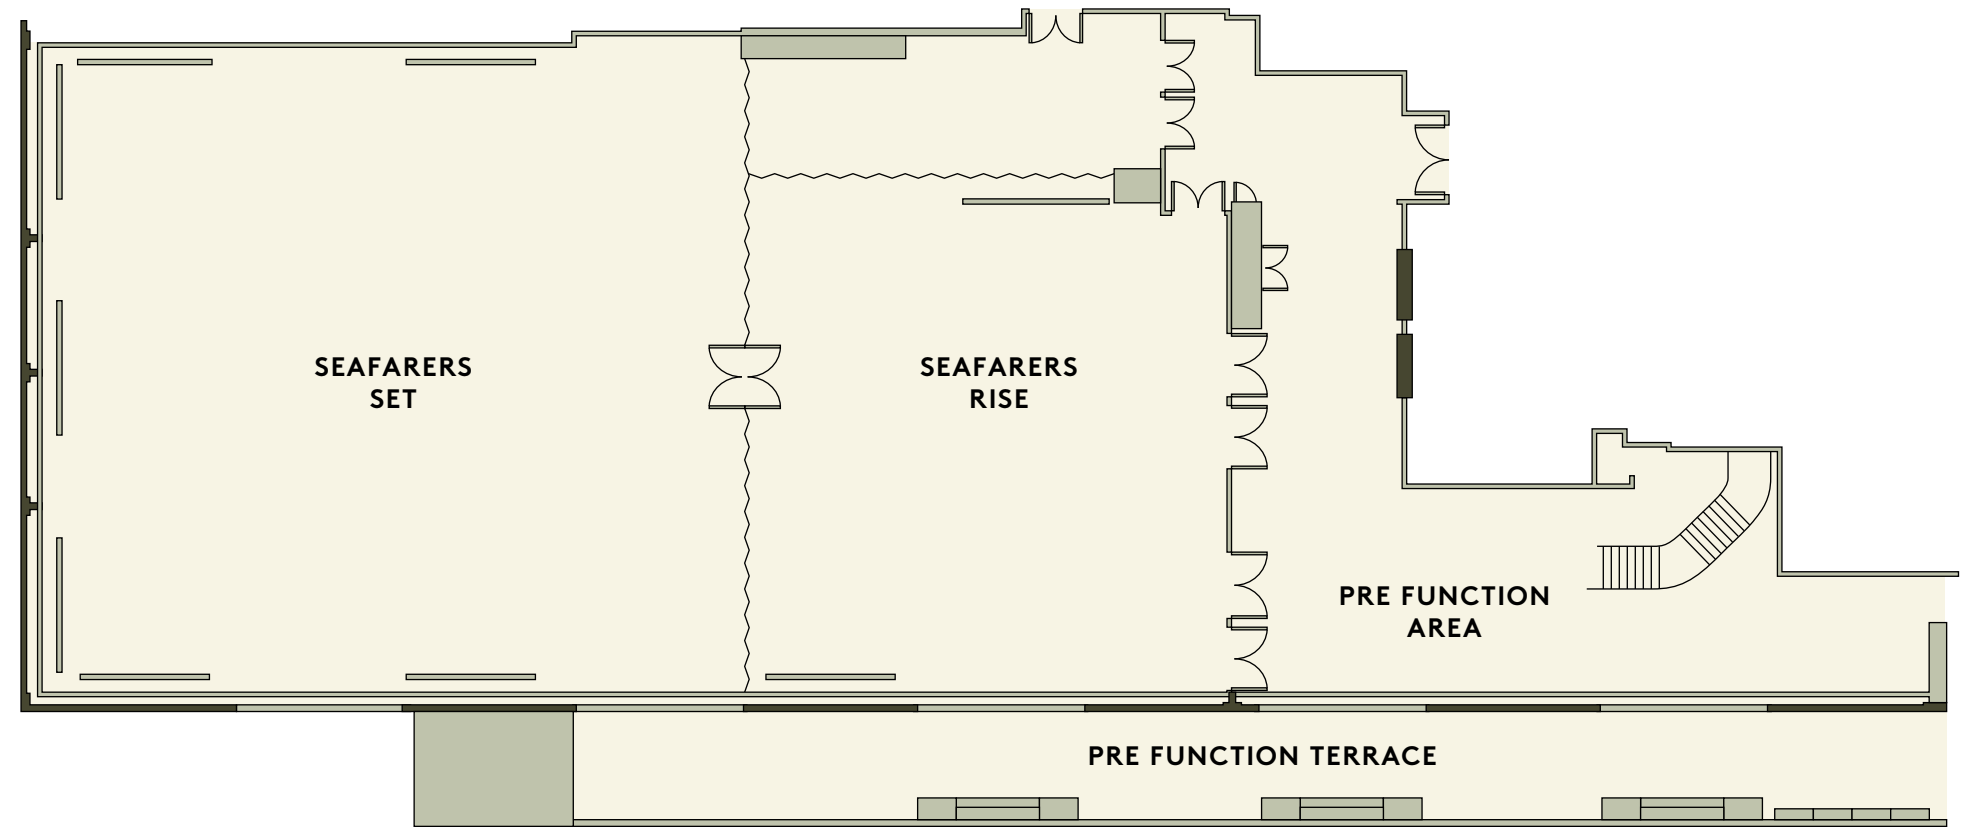 SEAFARERS
SET
SEAFARERS
RISE
PRE FUNCTION
AREA
PRE FUNCTION TERRACE